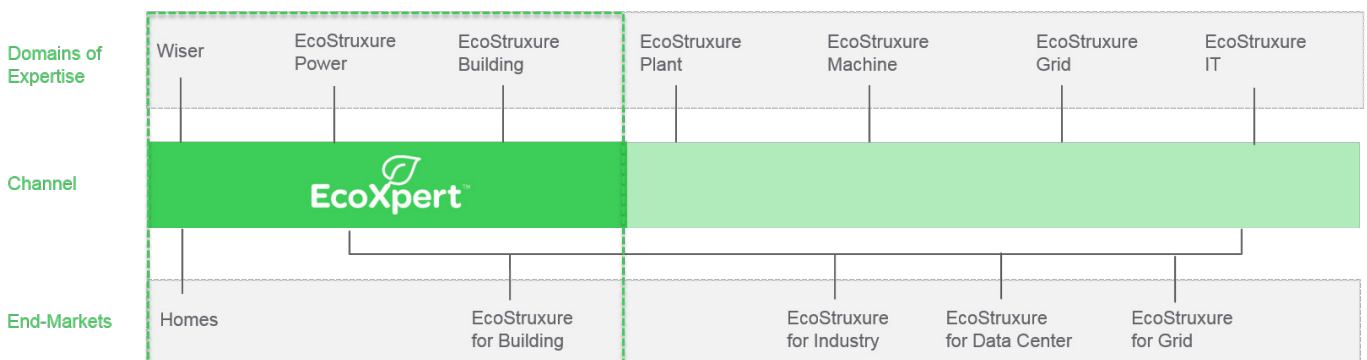 Domains of
Expertise
Wiser
EcoStruxure
Power
EcoStruxure
Building
EcoStruxure
Plant
EcoStruxure
Machine
EcoStruxure
Grid
EcoStruxure
IT
Channel
EcoXpert™
End-Markets
Homes
EcoStruxure
for Building
EcoStruxure
for Industry
EcoStruxure
for Data Center
EcoStruxure
for Grid